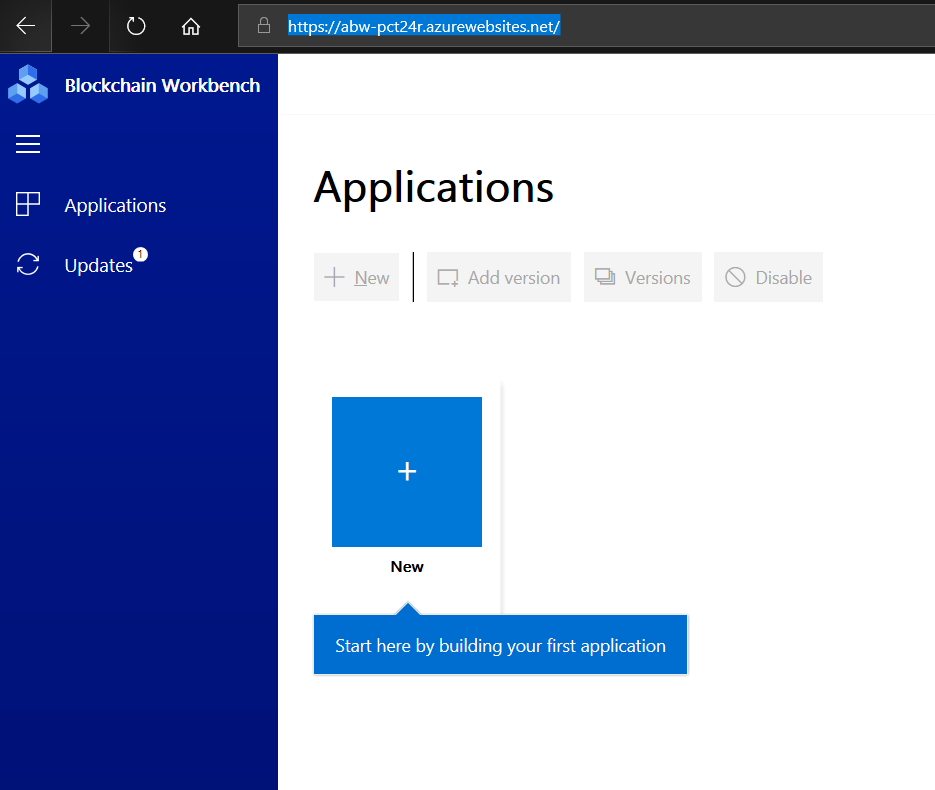 https://abw-pct24r.azurewebsites.net/
Blockchain Workbench
Applications
Updates 1
Applications
New
Add version
Versions
Disable
+
New
Start here by building your first application